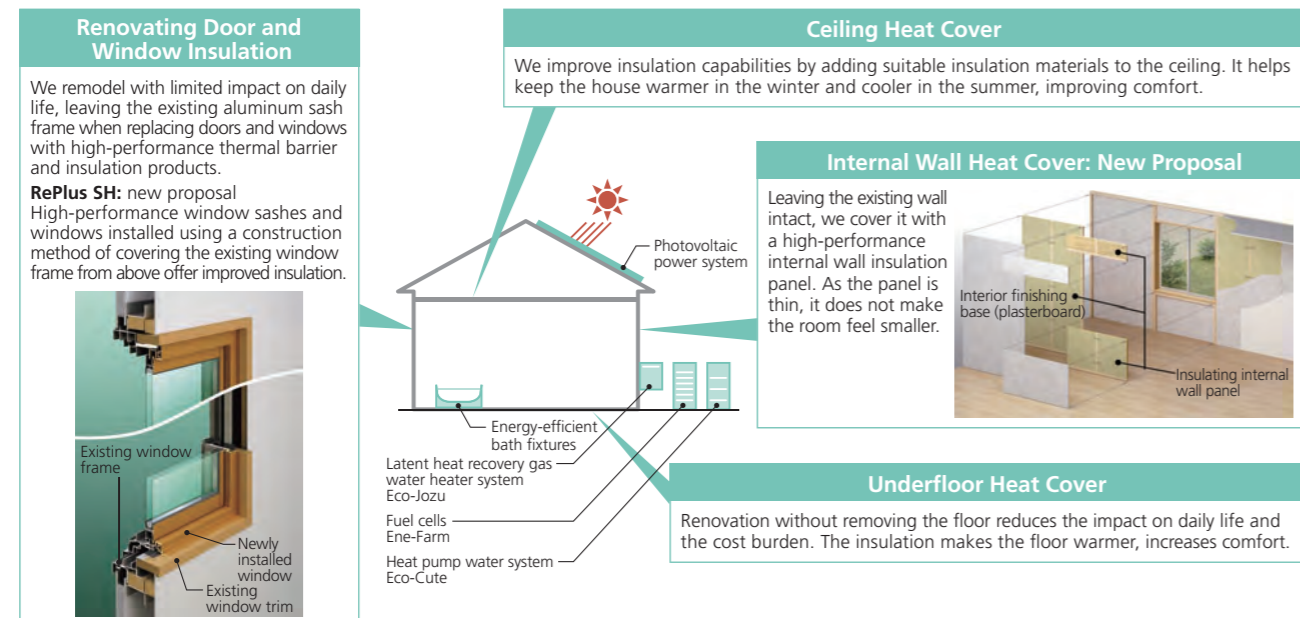 Renovating Door and
Window Insulation
We remodel with limited impact on daily
life, leaving the existing aluminum sash
frame when replacing doors and windows
with high-performance thermal barrier
and insulation products.
RePlus SH: new proposal
High-performance window sashes and
windows installed using a construction
method of covering the existing window
frame from above offer improved insulation.
Existing window
frame
Newly
installed
window
Existing
window trim
Ceiling Heat Cover
We improve insulation capabilities by adding suitable insulation materials to the ceiling. It helps
keep the house warmer in the winter and cooler in the summer, improving comfort.
Internal Wall Heat Cover: New Proposal
Leaving the existing wall
intact, we cover it with
a high-performance
internal wall insulation
panel. As the panel is
thin, it does not make
the room feel smaller.
Interior finishing
base (plasterboard)
Insulating internal
wall panel
Photovoltaic
power system
Energy-efficient
bath fixtures
Latent heat recovery gas
water heater system
Eco-Jozu
Fuel cells
Ene-Farm
Heat pump water system
Eco-Cute
Underfloor Heat Cover
Renovation without removing the floor reduces the impact on daily life and
the cost burden. The insulation makes the floor warmer, increases comfort.